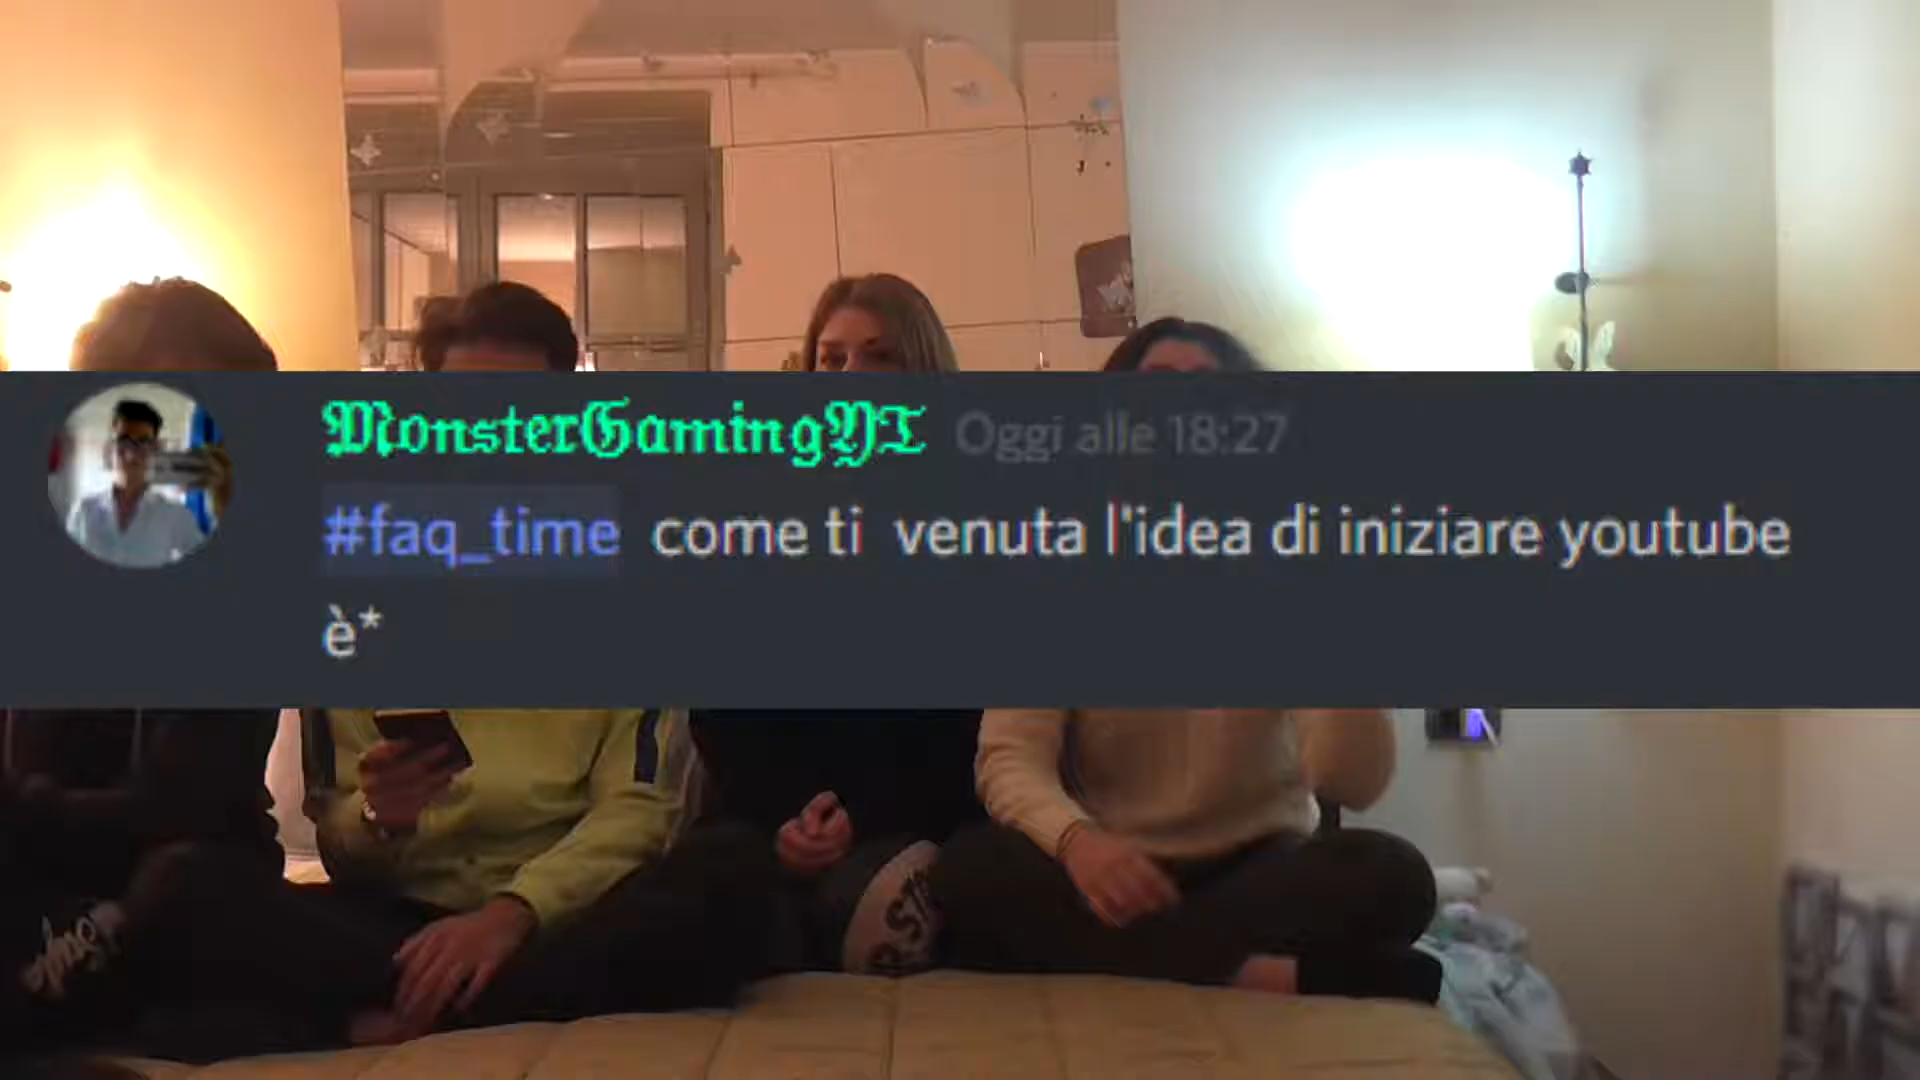 MonsterGamingYT Oggi alle 18:27
#faq_time come ti venuta l'idea di iniziare youtube
è*